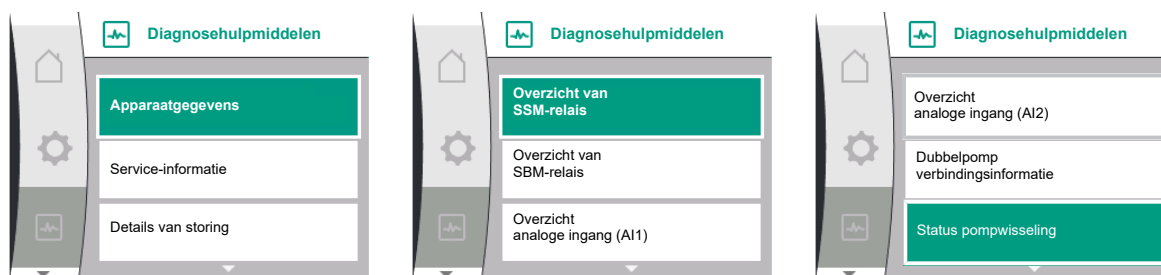 Diagnosehulpmiddelen
Apparaatgegevens
Service-informatie
Details van storing
Diagnosehulpmiddelen
Overzicht van
SSM-relais
Overzicht van
SBM-relais
Overzicht
analoge ingang (AI1)
Diagnosehulpmiddelen
Overzicht
analoge ingang (AI2)
Dubbelpomp
verbindingsinformatie
Status pompwisseling